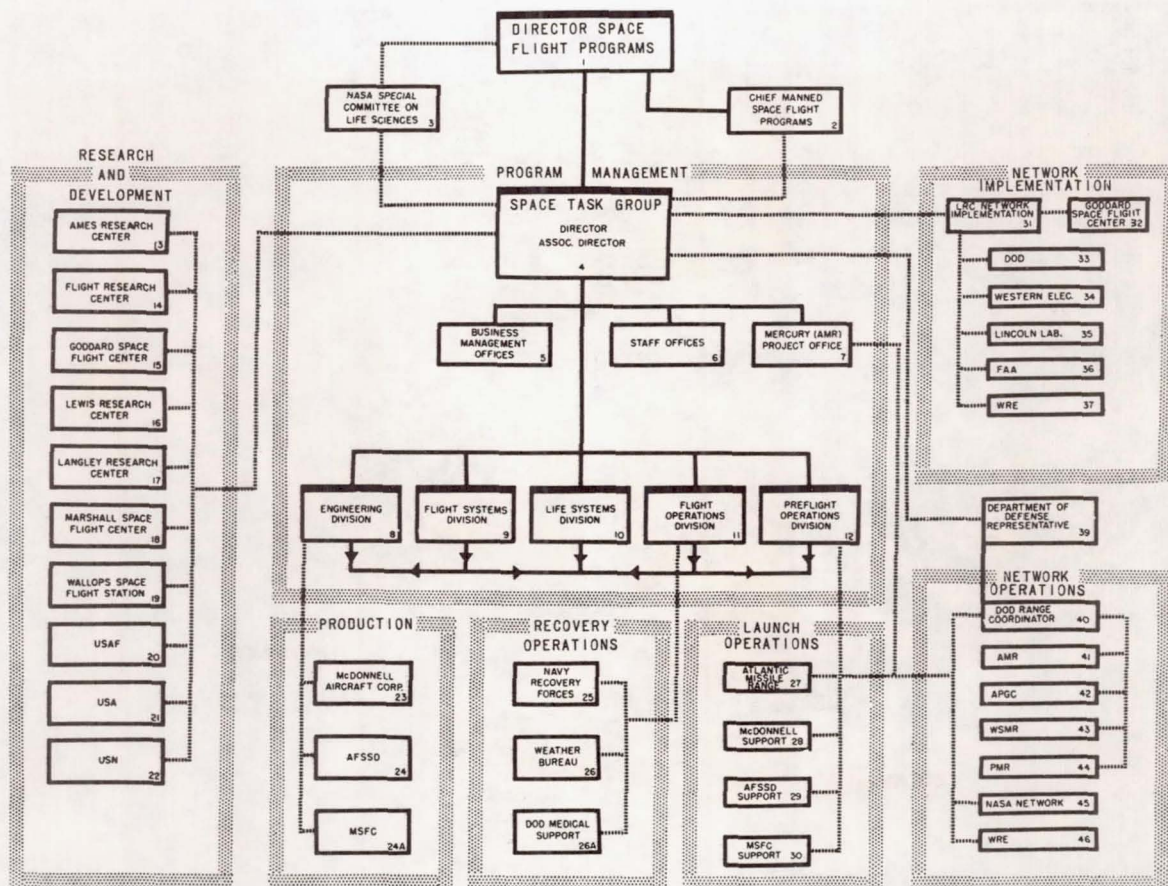 DIRECTOR SPACE
FLIGHT PROGRAMS
NASA SPECIAL
COMMITTEE ON
LIFE SCIENCES 3
CHIEF MANNED
SPACE FLIGHT
PROGRAMS 2
RESEARCH
AND
DEVELOPMENT
AMES RESEARCH
CENTER 13
FLIGHT RESEARCH
CENTER 14
GODDARD SPACE
FLIGHT CENTER 15
LEWIS RESEARCH
CENTER 16
LANGLEY RESEARCH
CENTER 17
MARSHALL SPACE
FLIGHT CENTER 18
WALLOPS SPACE
FLIGHT STATION 19
USAF 20
USA 21
USN 22
PROGRAM MANAGEMENT
SPACE TASK GROUP
DIRECTOR
ASSOC. DIRECTOR
4
BUSINESS
MANAGEMENT
OFFICES 5
STAFF OFFICES 6
MERCURY (AMR)
PROJECT OFFICE 7
ENGINEERING
DIVISION 8
FLIGHT SYSTEMS
DIVISION 9
LIFE SYSTEMS
DIVISION 10
FLIGHT
OPERATIONS
DIVISION 11
PREFLIGHT
OPERATIONS
DIVISION 12
NETWORK
IMPLEMENTATION
LRC NETWORK
IMPLEMENTATION
31
GODDARD
SPACE FLIGHT
CENTER 32
DOD 33
WESTERN ELEC. 34
LINCOLN LAB. 35
FAA 36
WRE 37
DEPARTMENT OF
DEFENSE
REPRESENTATIVE
39
NETWORK
OPERATIONS
DOD RANGE
COORDINATOR 40
AMR 41
APGC 42
WSMR 43
PMR 44
NASA NETWORK 45
WRE 46
PRODUCTION
McDONNELL
AIRCRAFT CORP.
23
AFSSD 24
MSFC
24A
RECOVERY
OPERATIONS
NAVY
RECOVERY
FORCES 25
WEATHER
BUREAU 26
DOD MEDICAL
SUPPORT 26A
LAUNCH
OPERATIONS
ATLANTIC
MISSILE
RANGE 27
McDONNELL
SUPPORT 28
AFSSD
SUPPORT 29
MSFC
SUPPORT 30